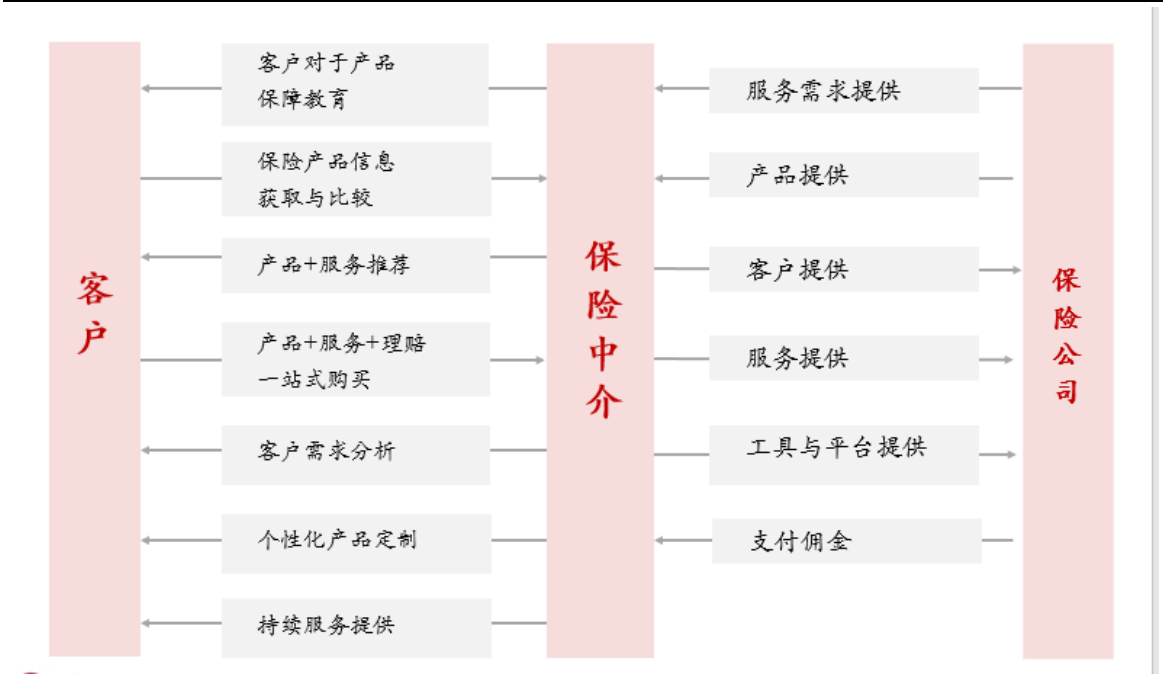 客户
客户对于产品
保障教育
保险产品信息
获取与比较
产品+服务推荐
产品+服务+理赔
一站式购买
客户需求分析
个性化产品定制
持续服务提供
保险中介
服务需求提供
产品提供
客户提供
服务提供
工具与平台提供
支付佣金
保险公司